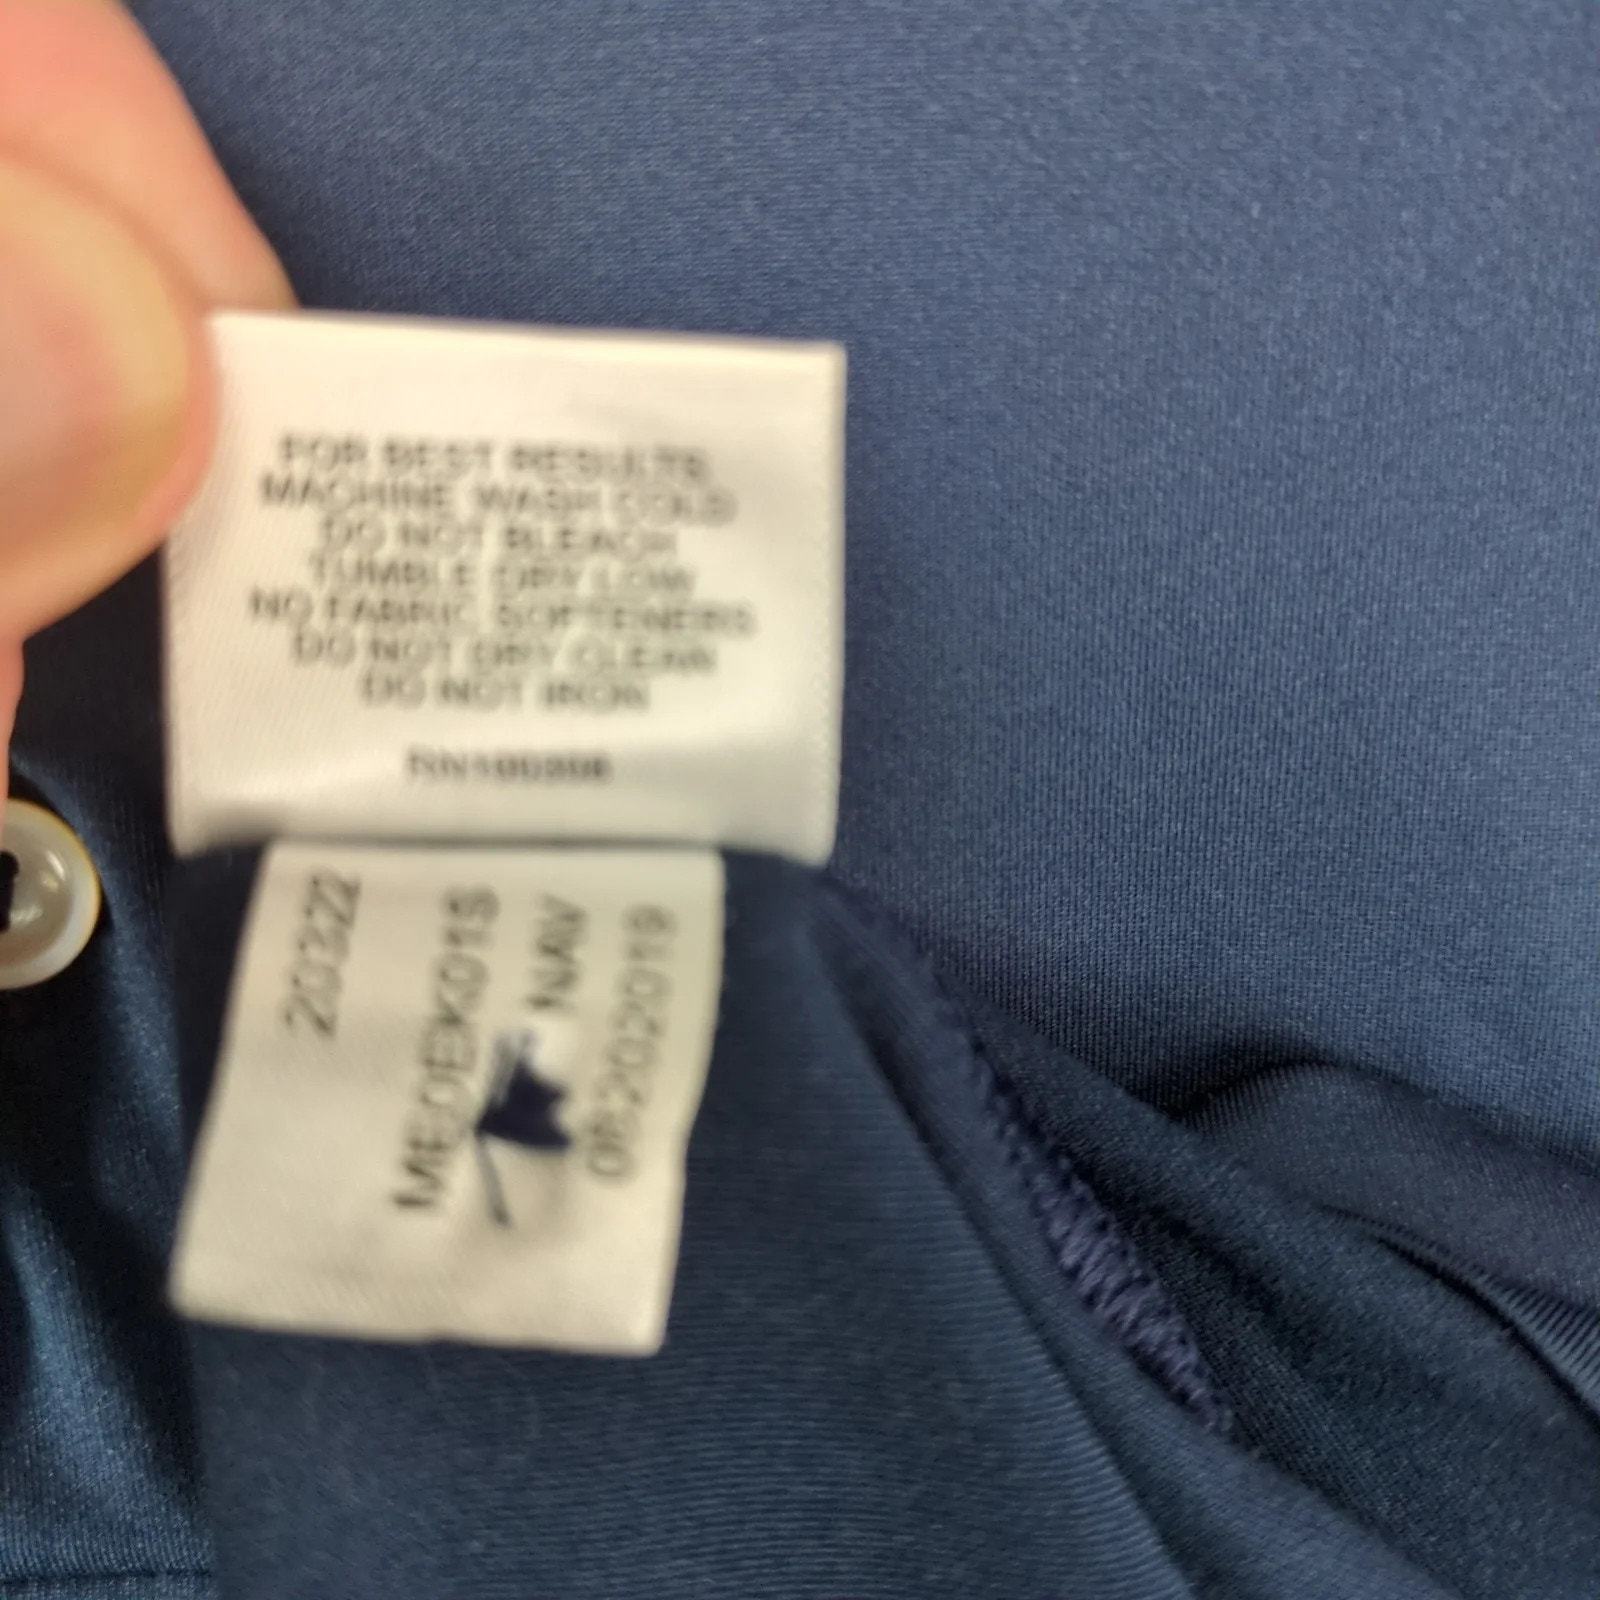 FOR BEST RESULTS
MACHINE WASH COLD
DO NOT BLEACH
TUMBLE DRY LOW
NO FABRIC SOFTENERS
DO NOT DRY CLEAN
DO NOT IRON
20322
NAV